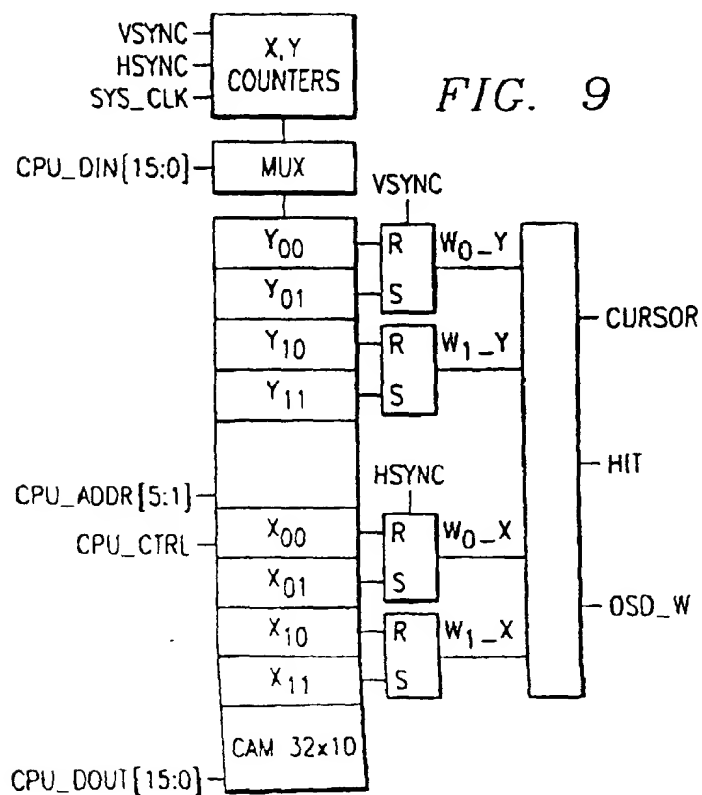 VSYNC
HSYNC
SYS_CLK
X,Y
COUNTERS
FIG. 9
CPU_DIN[15:0]
MUX
VSYNC
Y00
R
W0_Y
Y01
S
CURSOR
Y10
R
W1_Y
Y11
S
HIT
HSYNC
CPU_ADDR[5:1]
X00
R
W0_X
CPU_CTRL
X01
S
OSD_W
X10
R
W1_X
X11
S
CAM 32x10
CPU_DOUT[15:0]